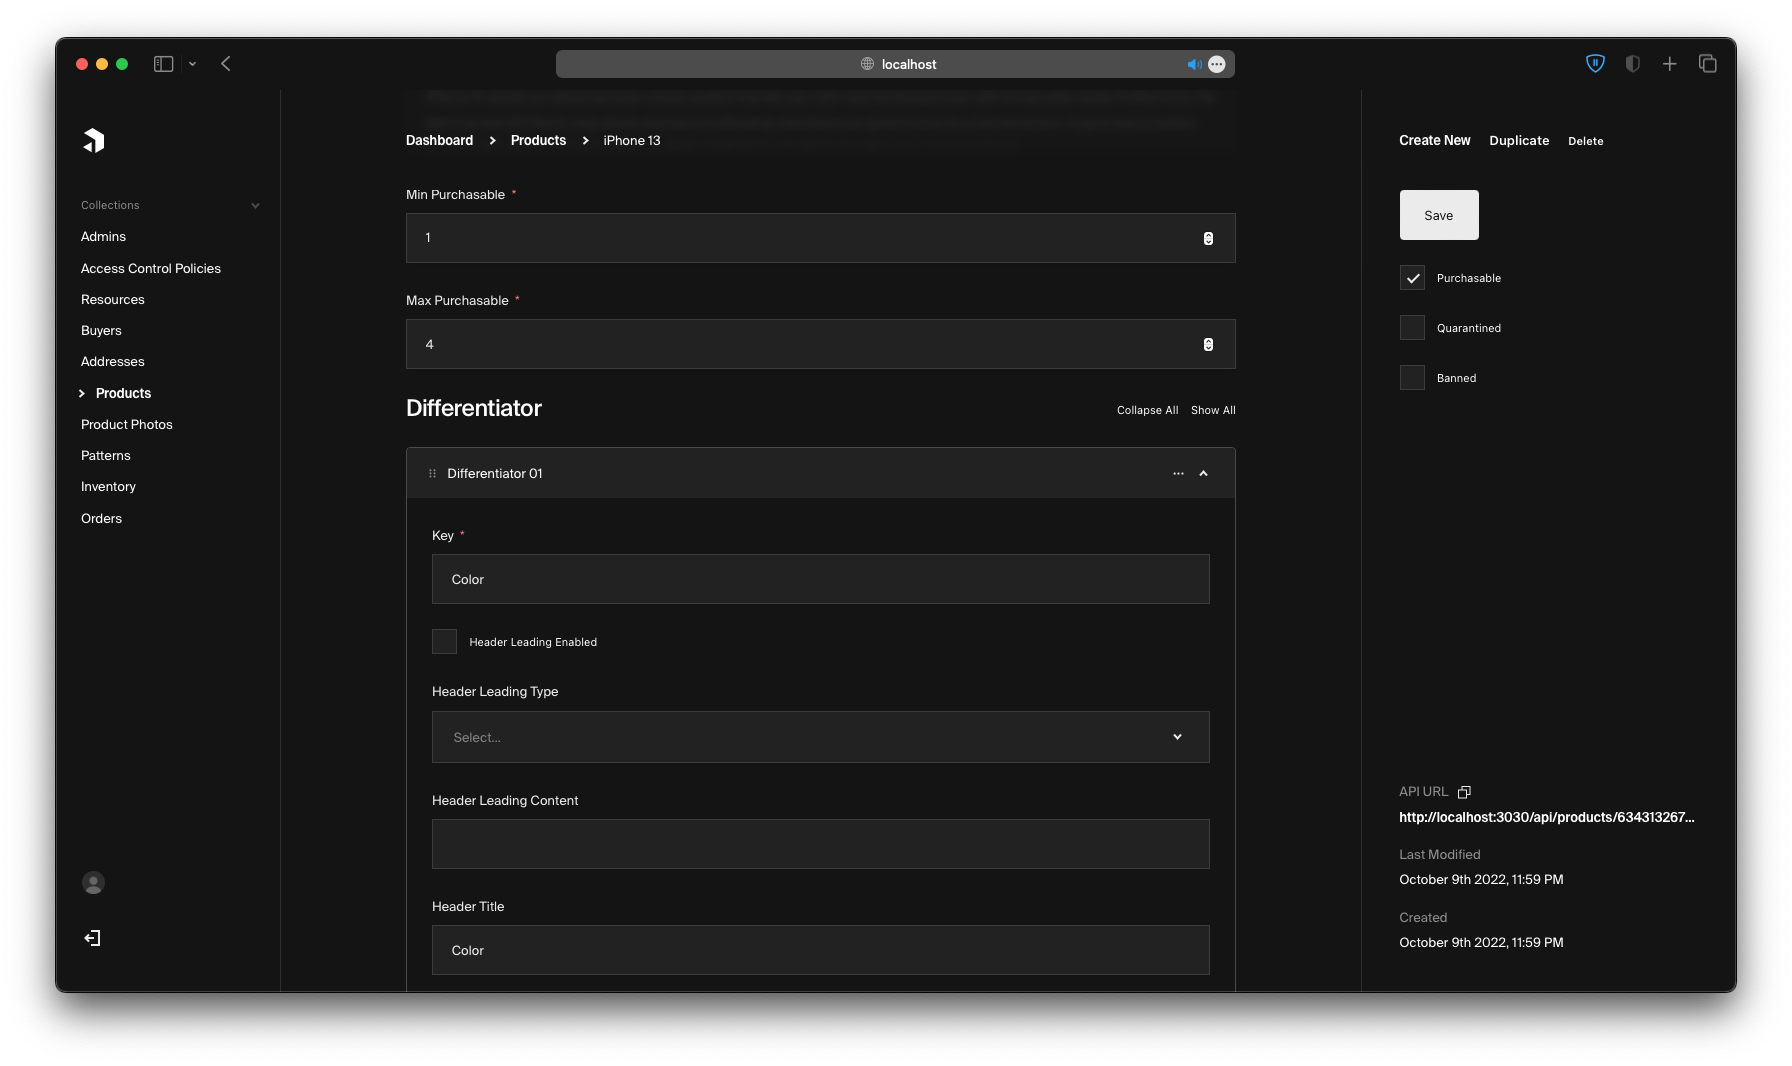 localhost
Dashboard > Products > iPhone 13
Create New Duplicate Delete
Collections
Admins
Access Control Policies
Resources
Buyers
Addresses
Products
Product Photos
Patterns
Inventory
Orders
Min Purchasable *
1
Max Purchasable *
4
Differentiator
Collapse All Show All
Differentiator 01
Key *
Color
Header Leading Enabled
Header Leading Type
Select...
Header Leading Content
Header Title
Color
Save
Purchasable
Quarantined
Banned
API URL
http://localhost:3030/api/products/634313267...
Last Modified
October 9th 2022, 11:59 PM
Created
October 9th 2022, 11:59 PM